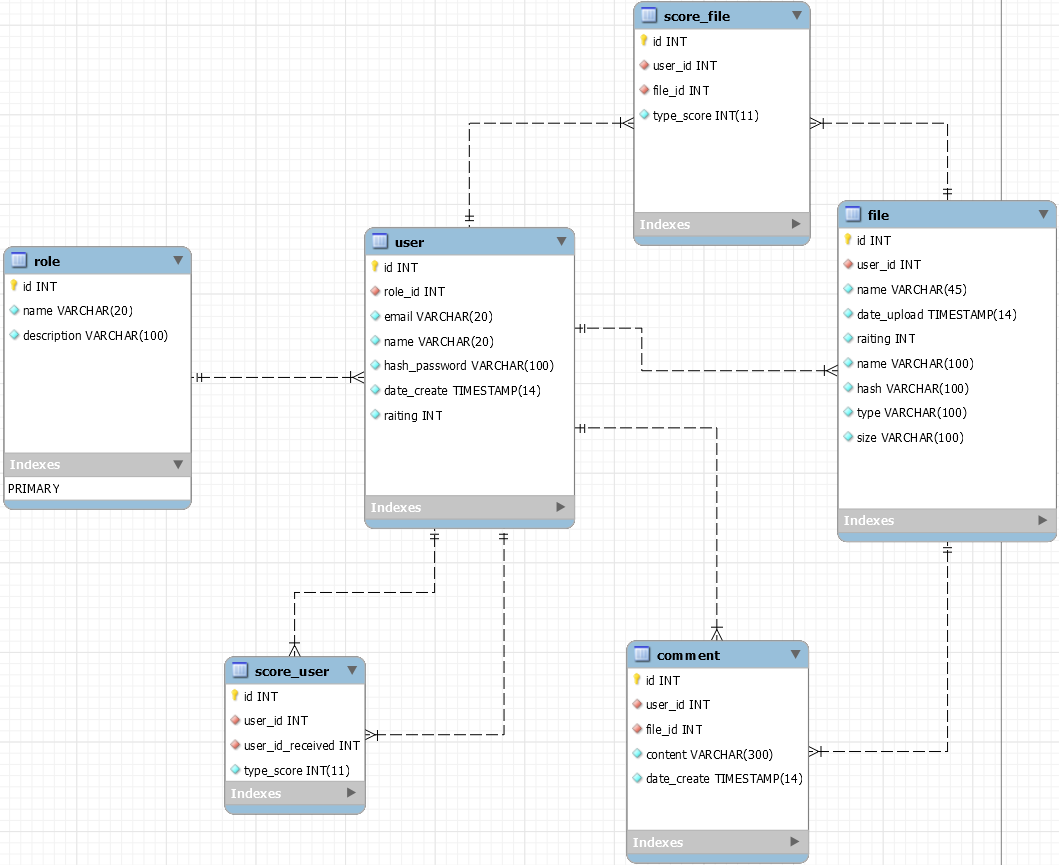 score_file
id INT
user_id INT
file_id INT
type_score INT(11)
Indexes
file
id INT
user_id INT
name VARCHAR(45)
date_upload TIMESTAMP(14)
raiting INT
name VARCHAR(100)
hash VARCHAR(100)
type VARCHAR(100)
size VARCHAR(100)
Indexes
user
id INT
role_id INT
email VARCHAR(20)
name VARCHAR(20)
hash_password VARCHAR(100)
date_create TIMESTAMP(14)
raiting INT
Indexes
role
id INT
name VARCHAR(20)
description VARCHAR(100)
Indexes
PRIMARY
score_user
id INT
user_id INT
user_id_received INT
type_score INT(11)
Indexes
comment
id INT
user_id INT
file_id INT
content VARCHAR(300)
date_create TIMESTAMP(14)
Indexes